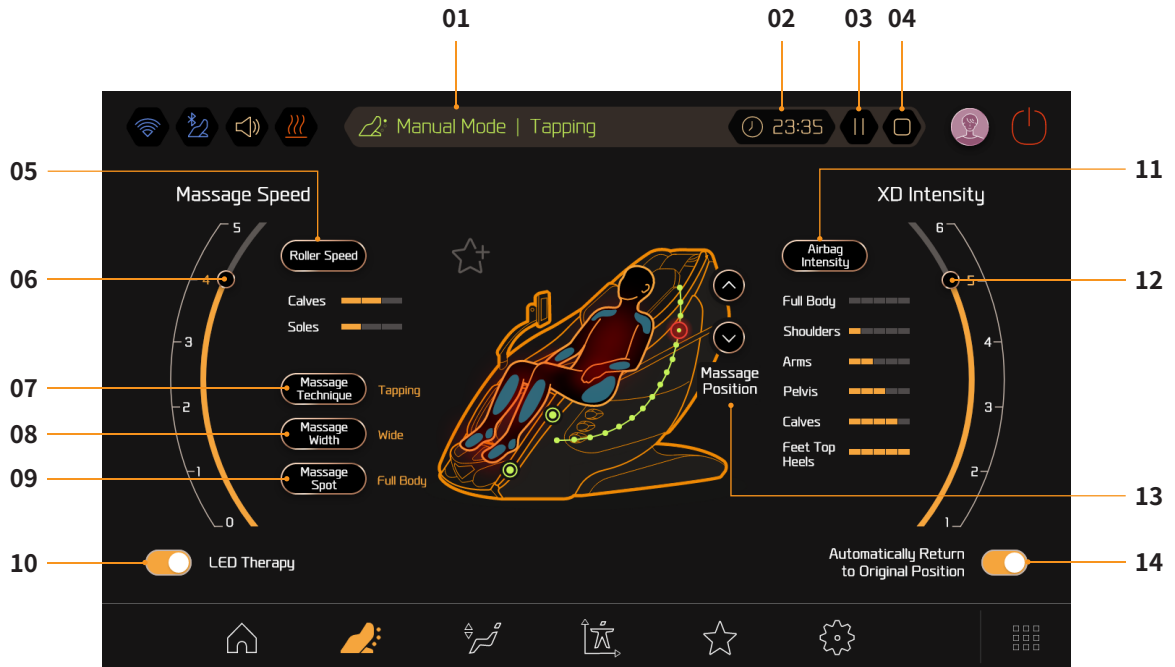 01
02
03
04
Manual Mode | Tapping
23:35
05
11
Massage Speed
XD Intensity
5
6
Roller Speed
Airbag
Intensity
06
4
5
12
Calves
Soles
Full Body
Shoulders
3
4
Arms
Massage
Position
07
Massage
Technique
Tapping
Pelvis
2
3
08
Massage
Width
Wide
Calves
Feet Top
Heels
09
1
Massage
Spot
Full Body
2
13
0
1
10
LED Therapy
Automatically Return
to Original Position
14